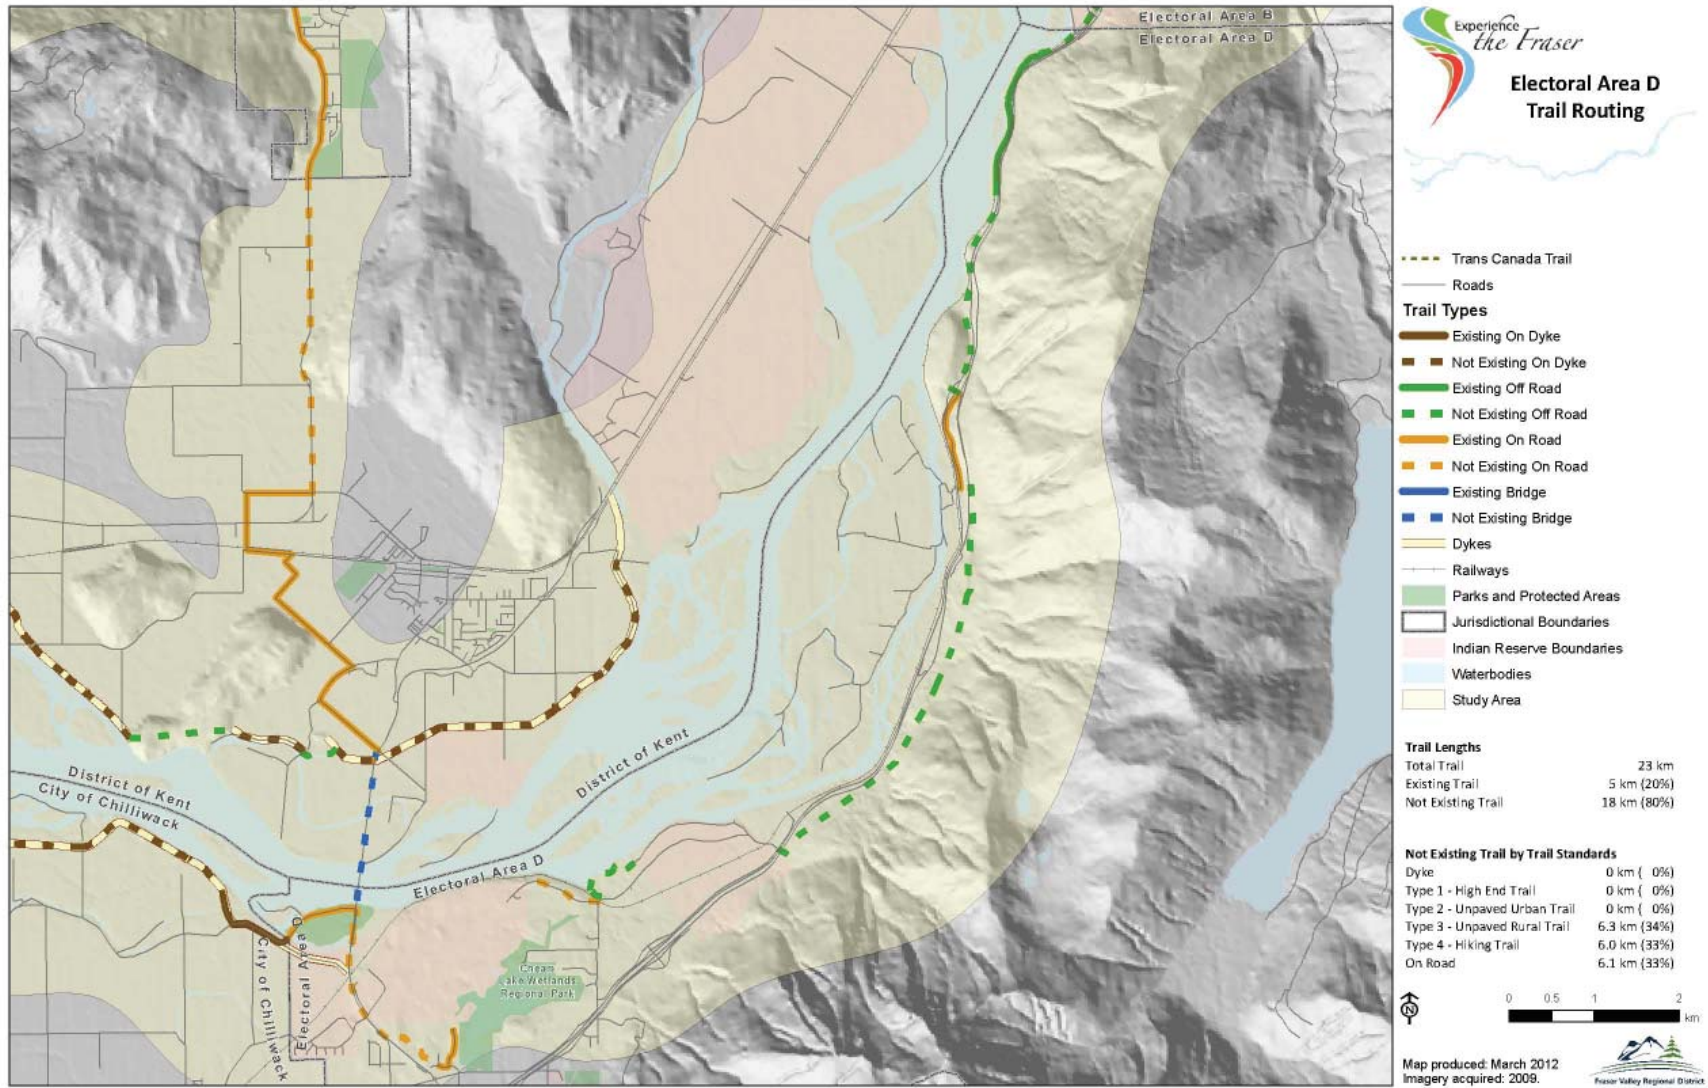 Electoral Area B
Electoral Area D
District of Kent
District of Kent
City of Chilliwack
Electoral Area D
Electoral Area D
City of Chilliwack
Cheam
Lake Wetlands
Regional Park
Experience
the Fraser
Electoral Area D
Trail Routing
Trans Canada Trail
Roads
Trail Types
Existing On Dyke
Not Existing On Dyke
Existing Off Road
Not Existing Off Road
Existing On Road
Not Existing On Road
Existing Bridge
Not Existing Bridge
Dykes
Railways
Parks and Protected Areas
Jurisdictional Boundaries
Indian Reserve Boundaries
Waterbodies
Study Area
Trail Lengths
Total Trail 23 km
Existing Trail 5 km (20%)
Not Existing Trail 18 km (80%)
Not Existing Trail by Trail Standards
Dyke 0 km ( 0%)
Type 1 - High End Trail 0 km ( 0%)
Type 2 - Unpaved Urban Trail 0 km ( 0%)
Type 3 - Unpaved Rural Trail 6.3 km (34%)
Type 4 - Hiking Trail 6.0 km (33%)
On Road 6.1 km (33%)
N
0 0.5 1 2
km
Map produced: March 2012
Imagery acquired: 2009.
Fraser Valley Regional District